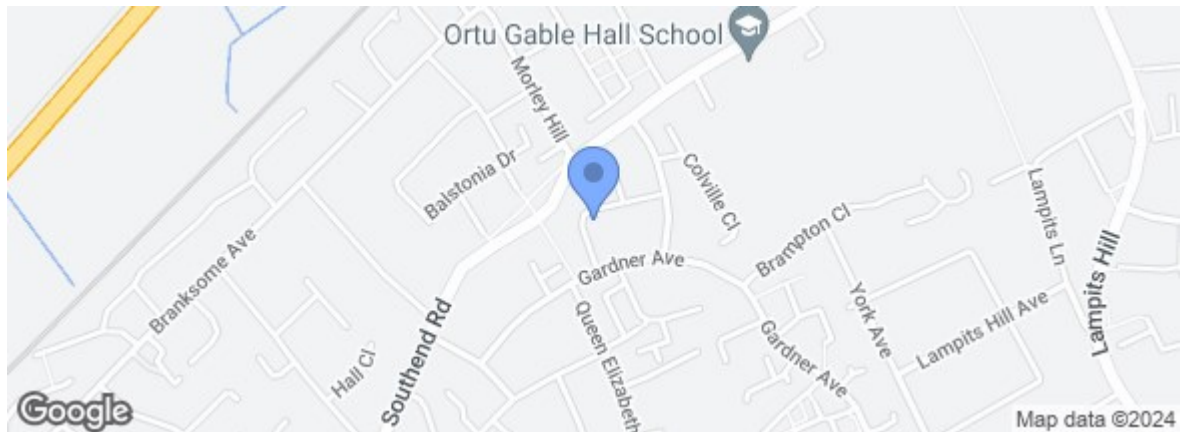 Ortu Gable Hall School
Morley Hill
Balstonia Dr
Colville Cl
Lampits Ln
Brampton Cl
Branksome Ave
Gardner Ave
Lampits Hill
York Ave
Queen Elizabeth
Lampits Hill Ave
Southend Rd
Gardner Ave
Hall Cl
Google
Map data ©2024